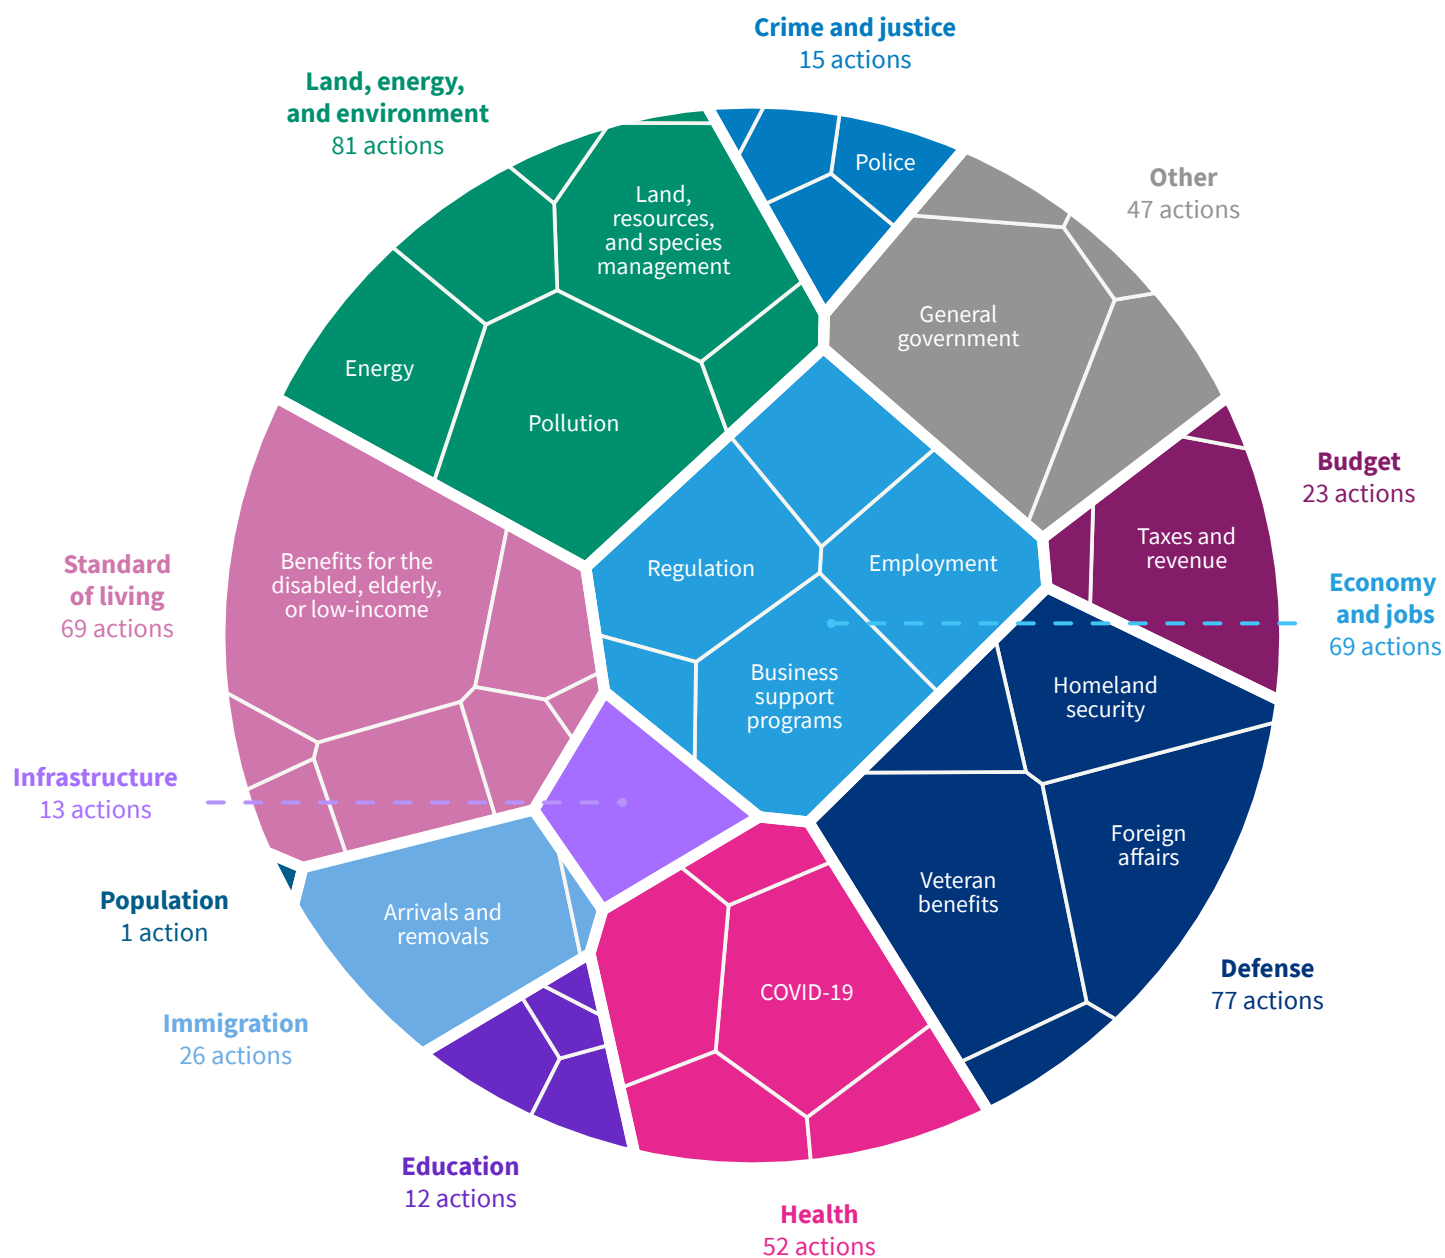 Crime and justice
15 actions
Land, energy,
and environment
81 actions
Police
Other
47 actions
Land,
resources,
and species
management
General
government
Energy
Pollution
Budget
23 actions
Taxes and
revenue
Standard
of living
69 actions
Benefits for the
disabled, elderly,
or low-income
Regulation
Employment
Economy
and jobs
69 actions
Business
support
programs
Homeland
security
Infrastructure
13 actions
Foreign
affairs
Veteran
benefits
Population
1 action
Arrivals and
removals
COVID-19
Defense
77 actions
Immigration
26 actions
Education
12 actions
Health
52 actions